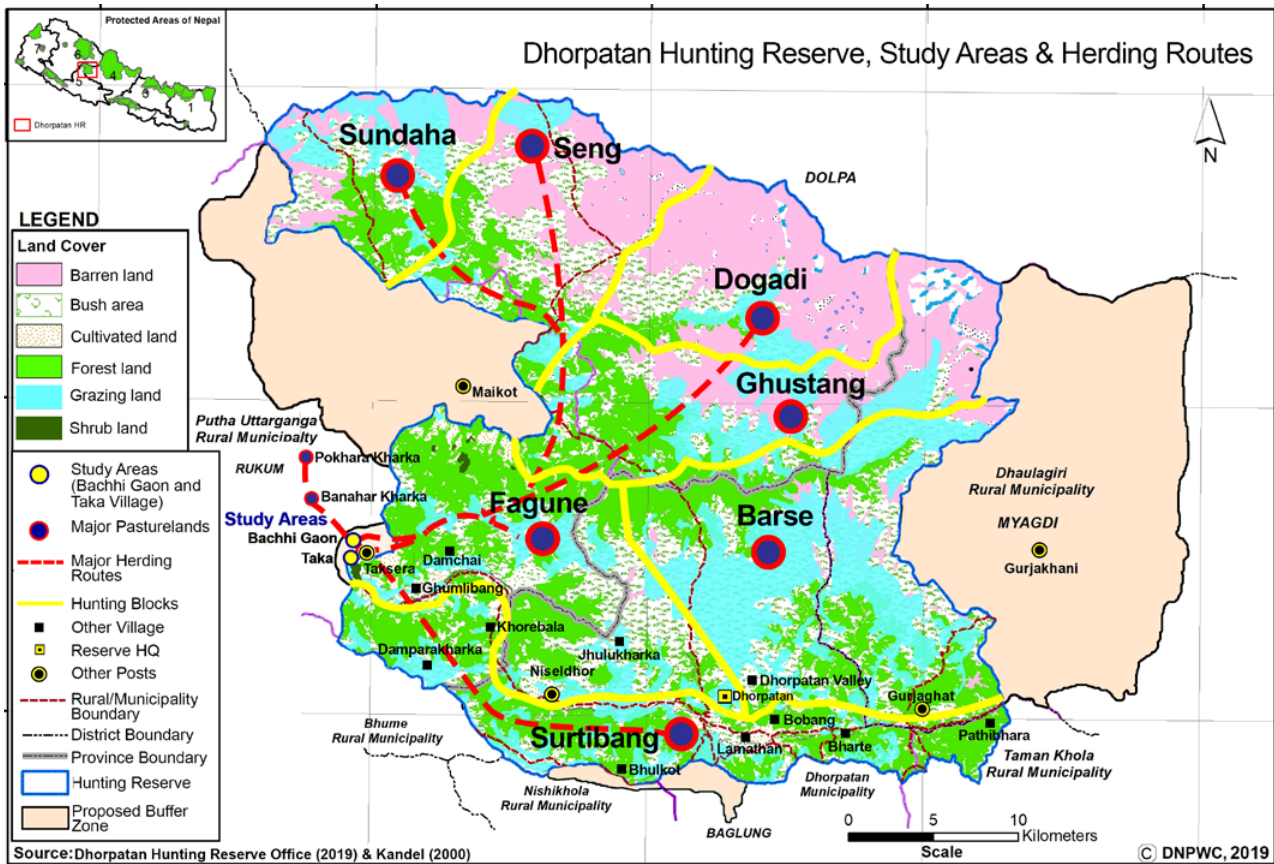 Protected Areas of Nepal
7
6
5
4
3
1
Dhorpatan HR
Dhorpatan Hunting Reserve, Study Areas & Herding Routes
N
Sundaha
Seng
DOLPA
LEGEND
Land Cover
Barren land
Bush area
Cultivated land
Forest land
Grazing land
Shrub land
Dogadi
Ghustang
Maikot
Putha Uttarganga
Rural Municipalty
RUKUM
Pokhara Kharka
Banahar Kharka
Study Areas
Bachhi Gaon
Taka
Taksera
Fagune
Barse
Dhaulagiri
Rural Municipality
MYAGDI
Gurjakhani
Damchai
Ghumlibang
Khorebala
Damparakharka
Jhulukharka
Niseldhor
Dhorpatan Valley
Dhorpatan
Gurjaghat
Bobang
Surtibang
Lamathan
Bharte
Pathibhara
Bhulkot
Bhume
Rural Municipality
Nishikhola
Rural Municipality
Dhorpatan
Municipality
Taman Khola
Rural Municipality
BAGLUNG
Study Areas
(Bachhi Gaon and
Taka Village)
Major Pasturelands
Major Herding
Routes
Hunting Blocks
Other Village
Reserve HQ
Other Posts
Rural/Municipality
Boundary
District Boundary
Province Boundary
Hunting Reserve
Proposed Buffer
Zone
0 5 10
Kilometers
Scale
Source: Dhorpatan Hunting Reserve Office (2019) & Kandel (2000)
© DNPWC, 2019